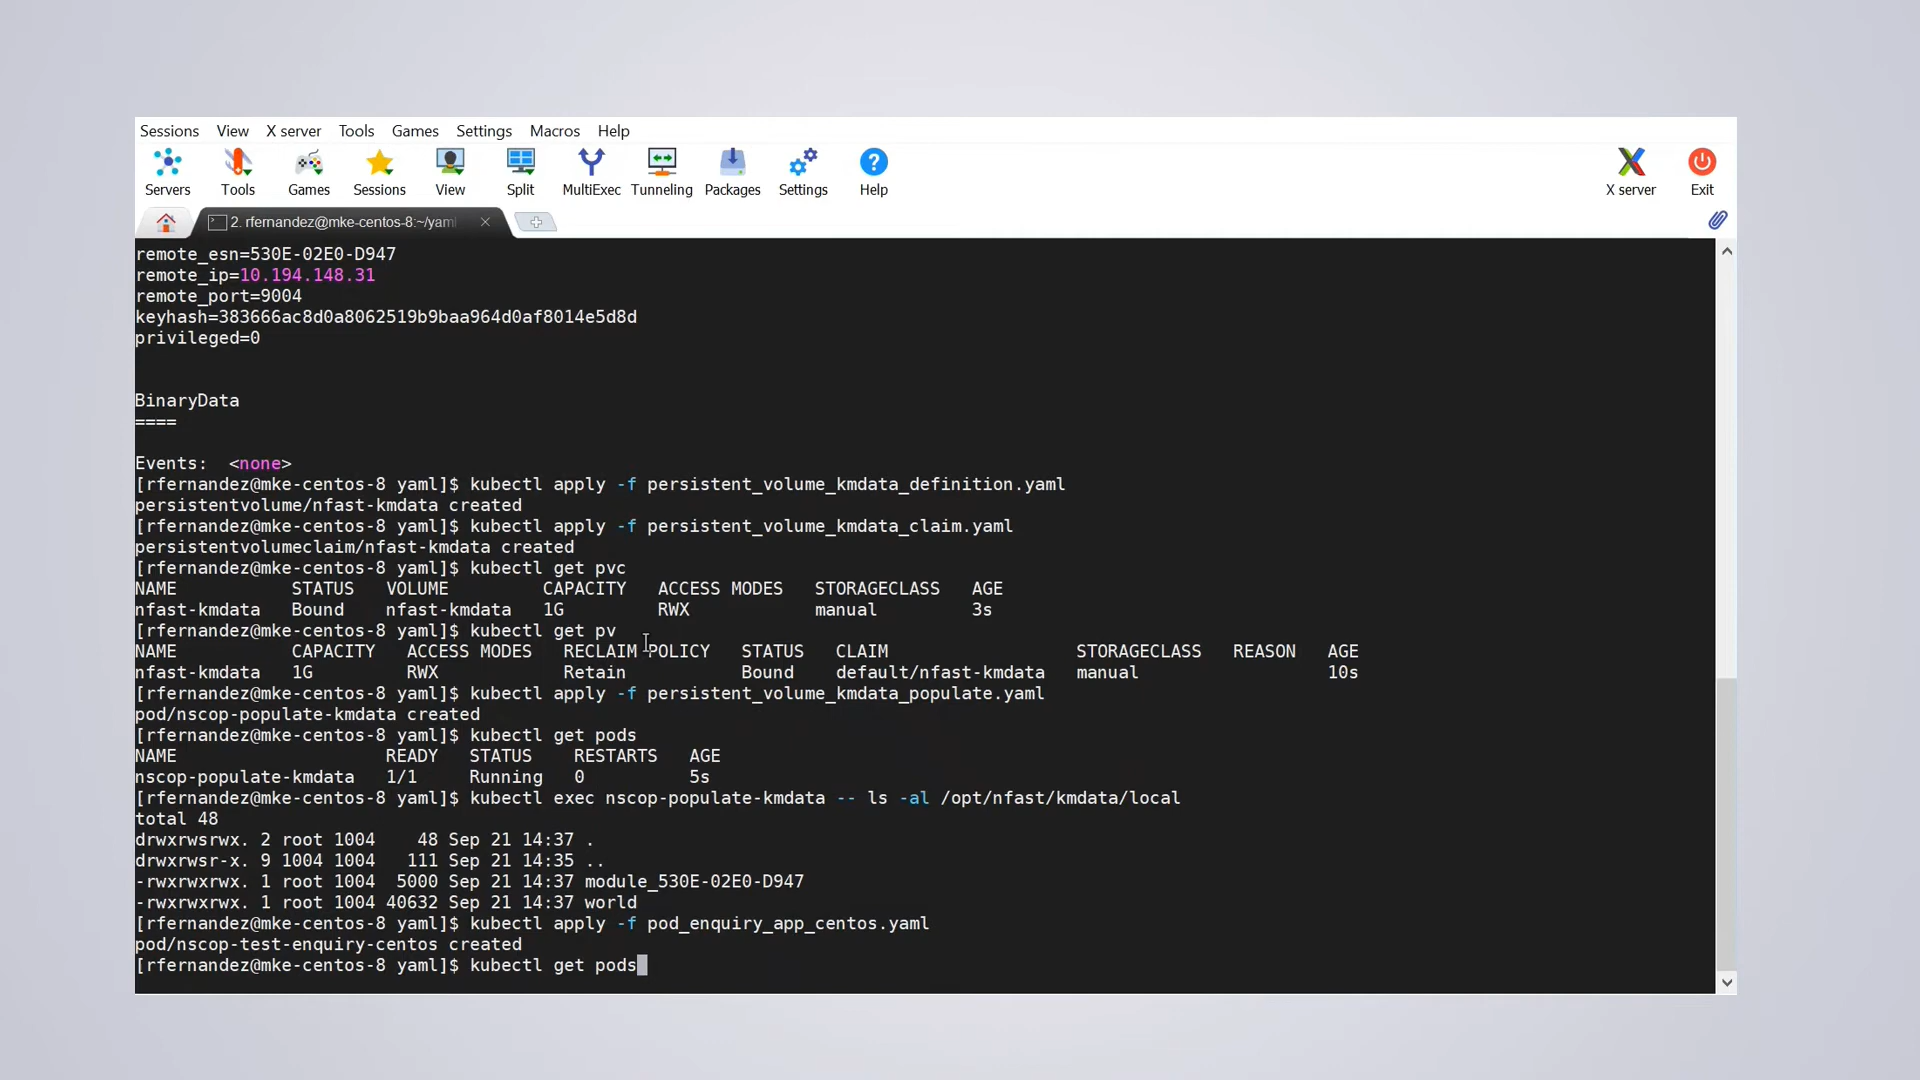 Sessions View X server Tools Games Settings Macros Help
Servers Tools Games Sessions View Split MultiExec Tunneling Packages Settings Help X server Exit
2. rfernandez@mke-centos-8:~/yaml
remote_esn=530E-02E0-D947
remote_ip=10.194.148.31
remote_port=9004
keyhash=383666ac8d0a8062519b9baa964d0af8014e5d8d
privileged=0
BinaryData
====
Events:  <none>
[rfernandez@mke-centos-8 yaml]$ kubectl apply -f persistent_volume_kmdata_definition.yaml
persistentvolume/nfast-kmdata created
[rfernandez@mke-centos-8 yaml]$ kubectl apply -f persistent_volume_kmdata_claim.yaml
persistentvolumeclaim/nfast-kmdata created
[rfernandez@mke-centos-8 yaml]$ kubectl get pvc
NAME           STATUS   VOLUME         CAPACITY   ACCESS MODES   STORAGECLASS   AGE
nfast-kmdata   Bound    nfast-kmdata   1G         RWX            manual         3s
[rfernandez@mke-centos-8 yaml]$ kubectl get pv
NAME           CAPACITY   ACCESS MODES   RECLAIM POLICY   STATUS   CLAIM                  STORAGECLASS   REASON   AGE
nfast-kmdata   1G         RWX            Retain           Bound    default/nfast-kmdata   manual                  10s
[rfernandez@mke-centos-8 yaml]$ kubectl apply -f persistent_volume_kmdata_populate.yaml
pod/nscop-populate-kmdata created
[rfernandez@mke-centos-8 yaml]$ kubectl get pods
NAME                    READY   STATUS    RESTARTS   AGE
nscop-populate-kmdata   1/1     Running   0          5s
[rfernandez@mke-centos-8 yaml]$ kubectl exec nscop-populate-kmdata -- ls -al /opt/nfast/kmdata/local
total 48
drwxrwsrwx. 2 root 1004    48 Sep 21 14:37 .
drwxrwsr-x. 9 1004 1004   111 Sep 21 14:35 ..
-rwxrwxrwx. 1 root 1004  5000 Sep 21 14:37 module_530E-02E0-D947
-rwxrwxrwx. 1 root 1004 40632 Sep 21 14:37 world
[rfernandez@mke-centos-8 yaml]$ kubectl apply -f pod_enquiry_app_centos.yaml
pod/nscop-test-enquiry-centos created
[rfernandez@mke-centos-8 yaml]$ kubectl get pods